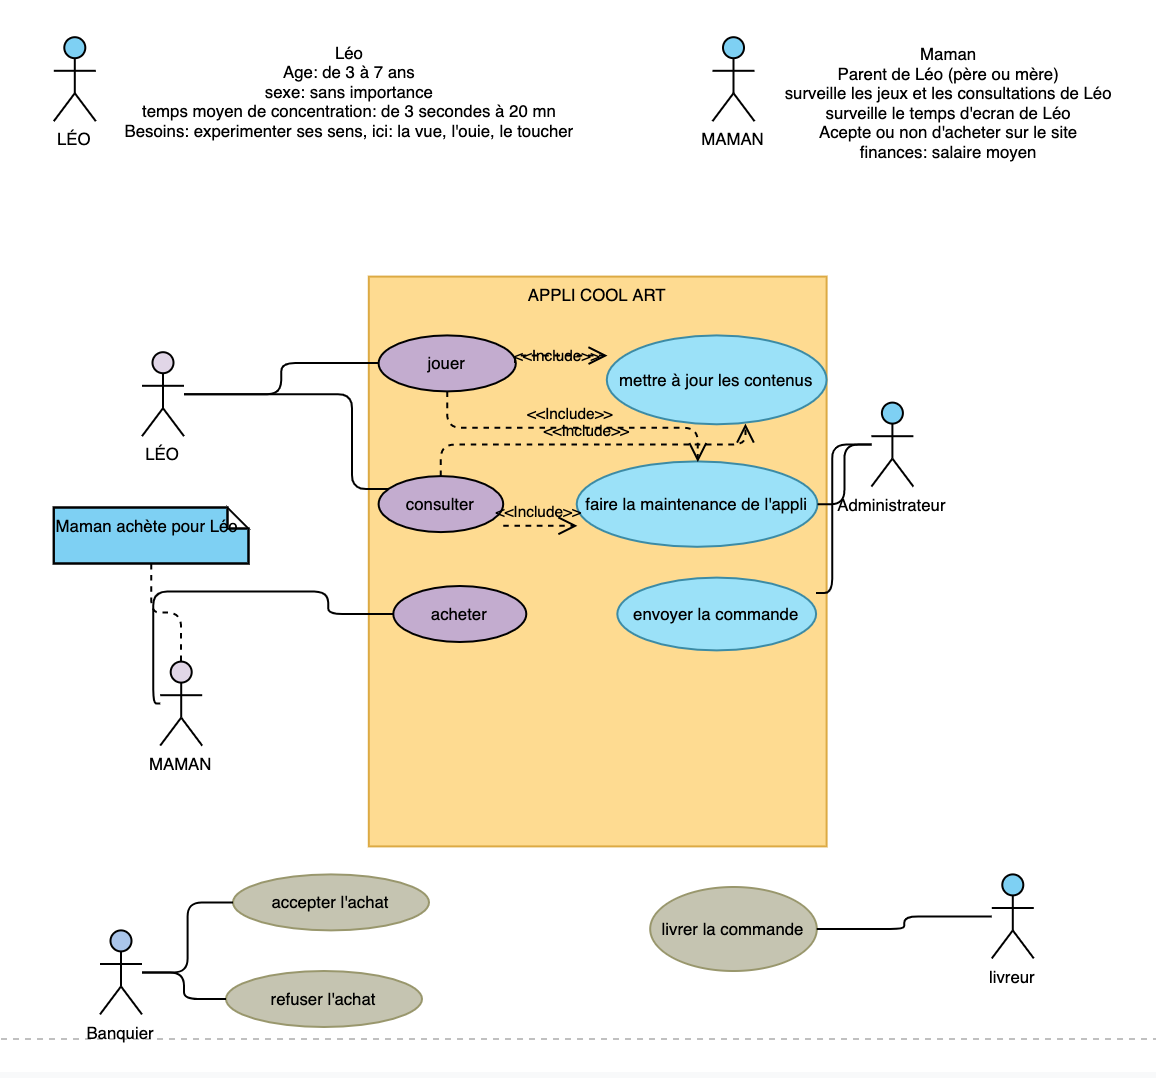 Léo
Age: de 3 à 7 ans
sexe: sans importance
temps moyen de concentration: de 3 secondes à 20 mn
Besoins: experimenter ses sens, ici: la vue, l'ouie, le toucher
LÉO
Maman
Parent de Léo (père ou mère)
surveille les jeux et les consultations de Léo
surveille le temps d'ecran de Léo
Acepte ou non d'acheter sur le site
finances: salaire moyen
MAMAN
APPLI COOL ART
jouer
<<Include>>
mettre à jour les contenus
<<Include>>
<<Include>>
LÉO
consulter
<<Include>>
faire la maintenance de l'appli
Administrateur
Maman achète pour Léo
acheter
envoyer la commande
MAMAN
accepter l'achat
livrer la commande
livreur
refuser l'achat
Banquier